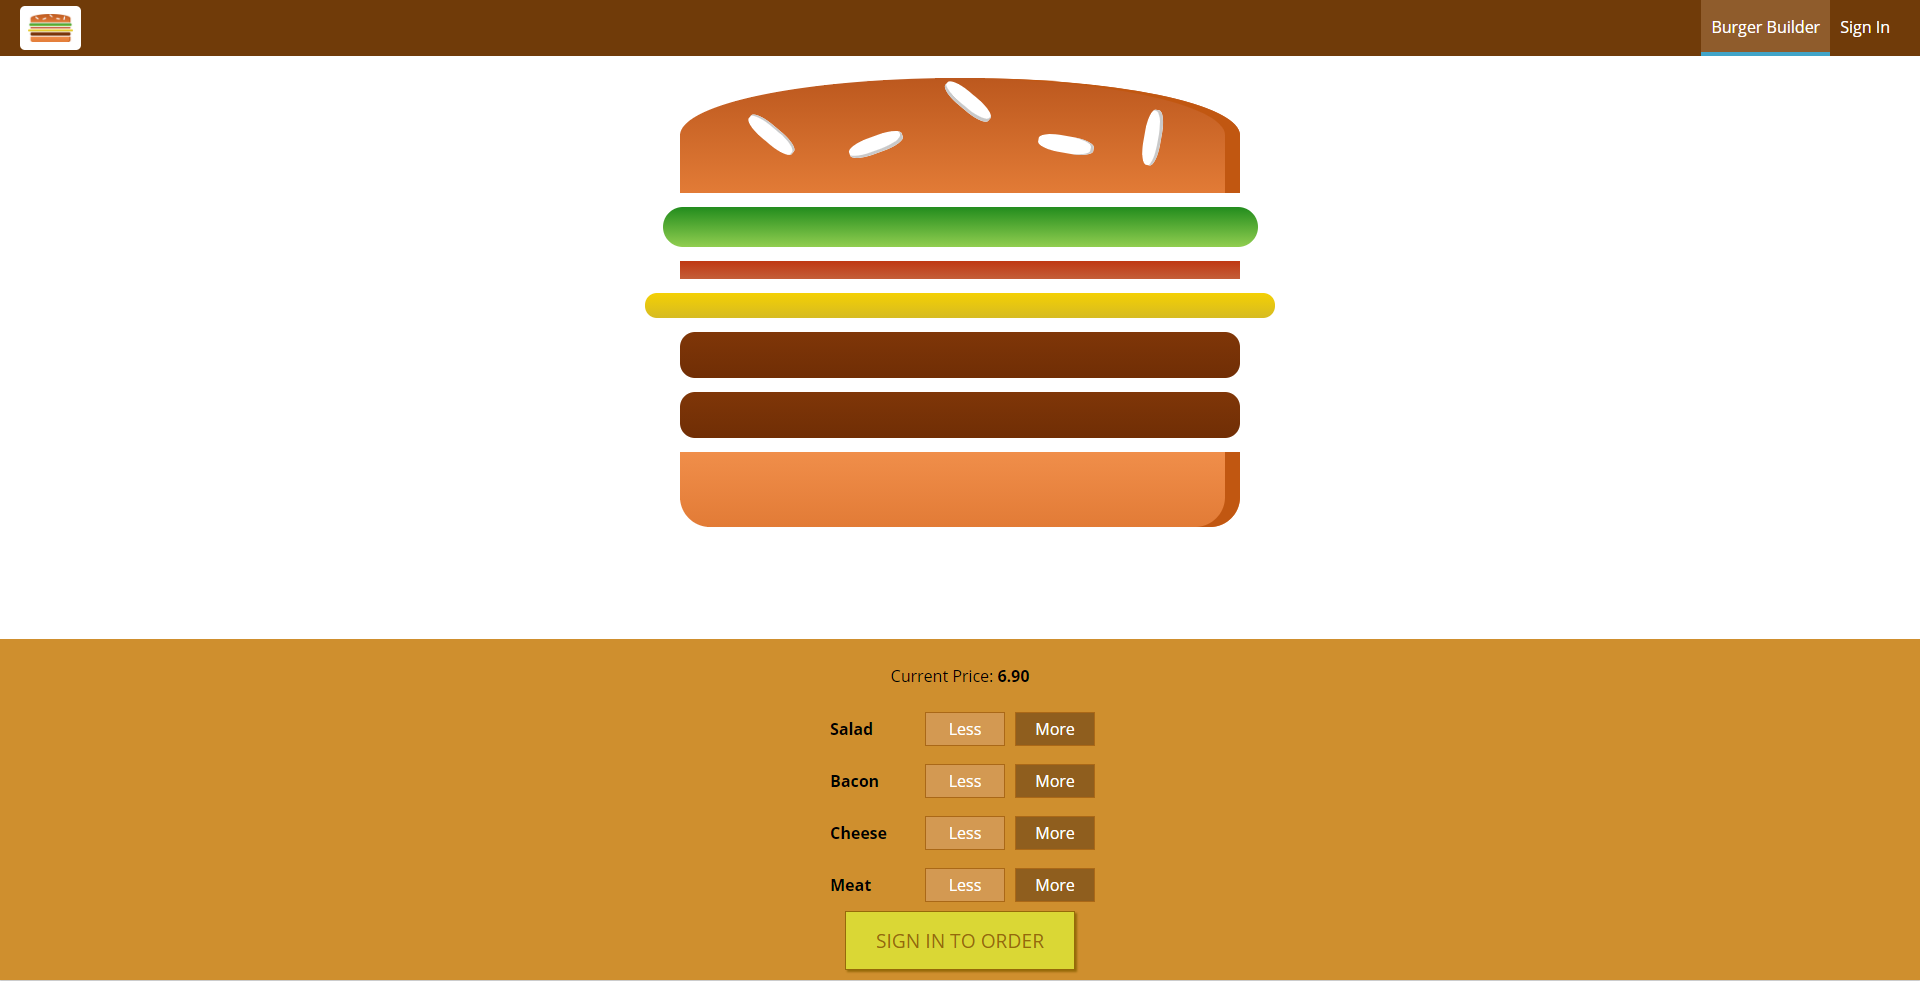 Burger Builder Sign In
Current Price: 6.90
Salad Less More
Bacon Less More
Cheese Less More
Meat Less More
SIGN IN TO ORDER